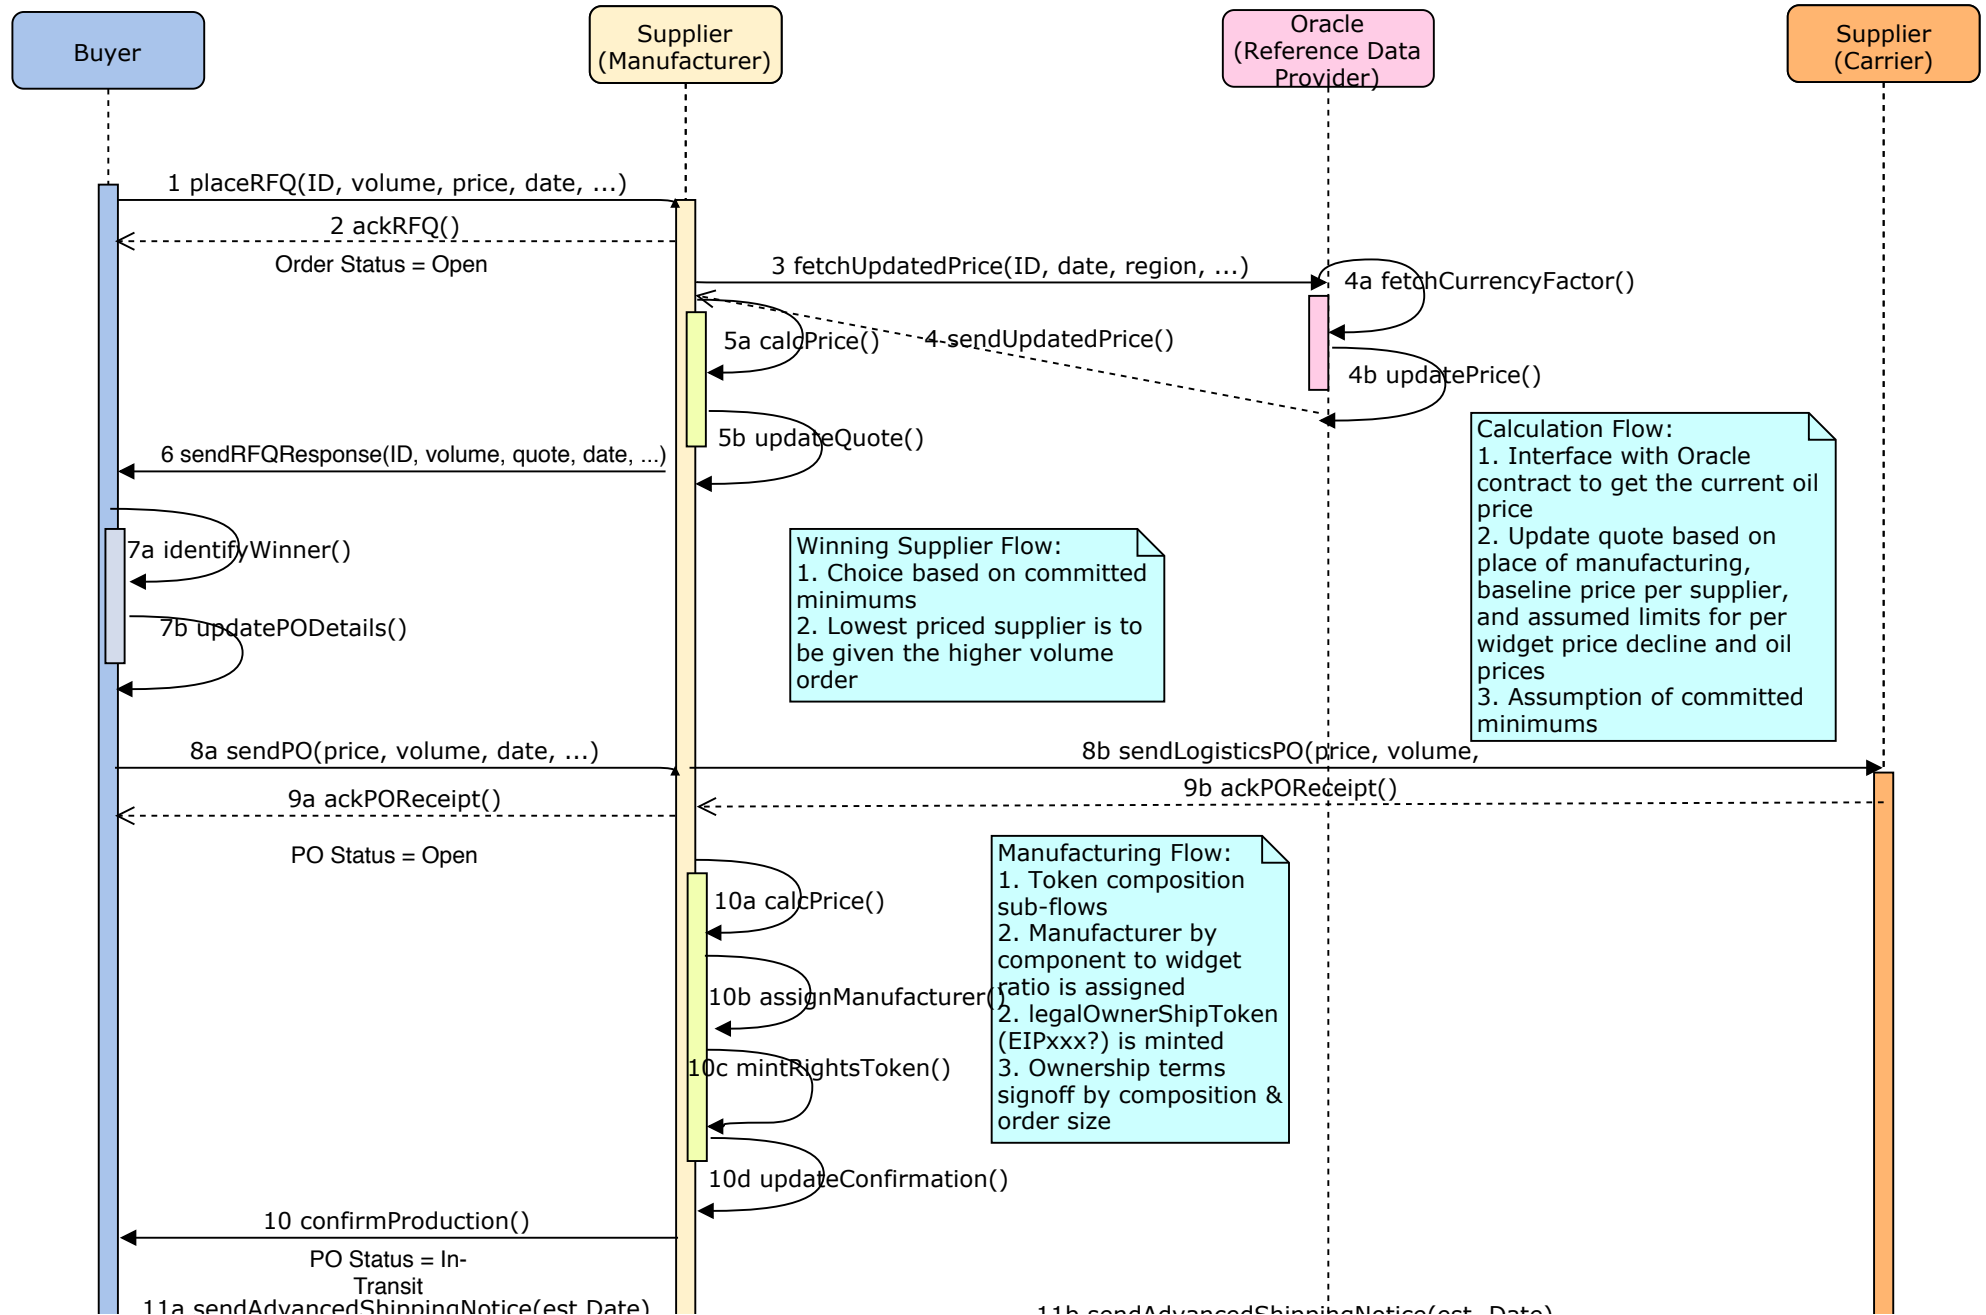 Buyer
Supplier
(Manufacturer)
Oracle
(Reference Data
Provider)
Supplier
(Carrier)
1 placeRFQ(ID, volume, price, date, ...)
2 ackRFQ()
Order Status = Open
3 fetchUpdatedPrice(ID, date, region, ...)
4a fetchCurrencyFactor()
5a calcPrice()
4 sendUpdatedPrice()
4b updatePrice()
5b updateQuote()
6 sendRFQResponse(ID, volume, quote, date, ...)
Calculation Flow:
1. Interface with Oracle
contract to get the current oil
price
2. Update quote based on
place of manufacturing,
baseline price per supplier,
and assumed limits for per
widget price decline and oil
prices
3. Assumption of committed
minimums
7a identifyWinner()
7b updatePODetails()
Winning Supplier Flow:
1. Choice based on committed
minimums
2. Lowest priced supplier is to
be given the higher volume
order
8a sendPO(price, volume, date, ...)
8b sendLogisticsPO(price, volume,
9a ackPOReceipt()
9b ackPOReceipt()
PO Status = Open
10a calcPrice()
10b assignManufacturer()
10c mintRightsToken()
10d updateConfirmation()
Manufacturing Flow:
1. Token composition
sub-flows
2. Manufacturer by
component to widget
ratio is assigned
2. legalOwnerShipToken
(EIPxxx?) is minted
3. Ownership terms
signoff by composition &
order size
10 confirmProduction()
PO Status = In-
Transit
11a sendAdvancedShippingNotice(est.Date)
11b sendAdvancedShippingNotice(est. Date)